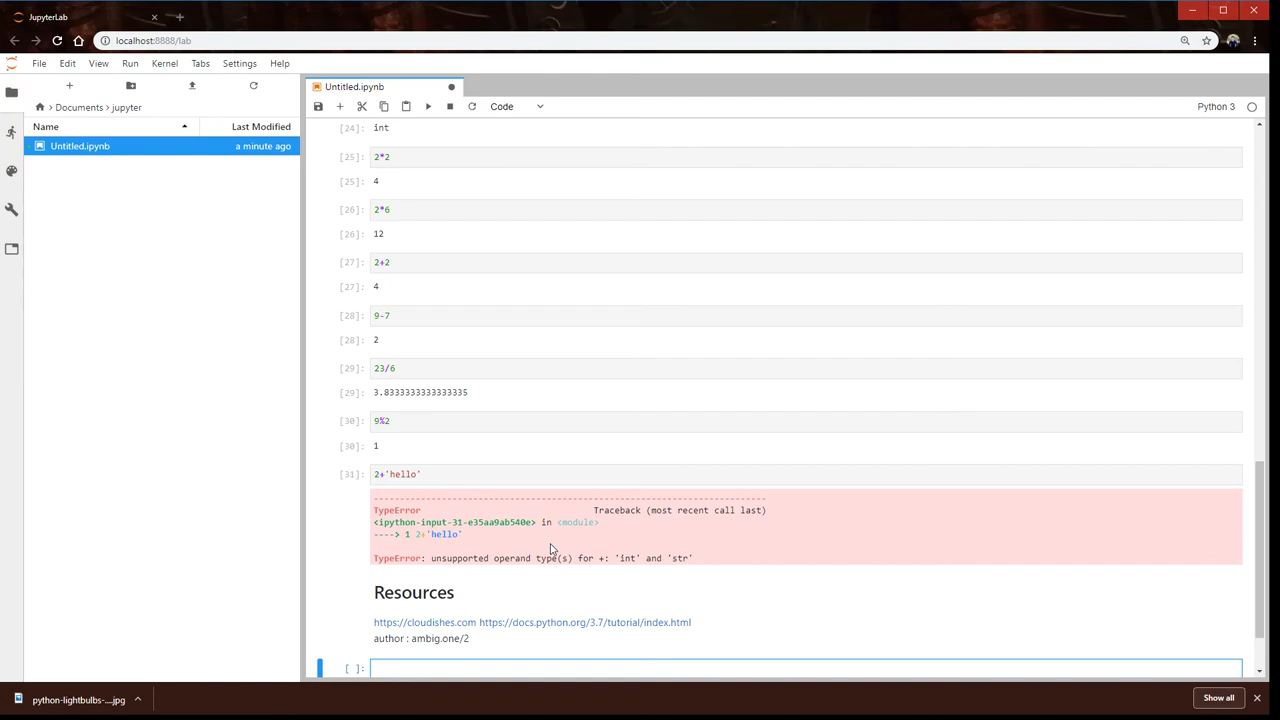 JupyterLab
localhost:8888/lab
File Edit View Run Kernel Tabs Settings Help
Untitled.ipynb
Documents jupyter
Code
Python 3
Name Last Modified
Untitled.ipynb a minute ago
[24]: int
[25]: 2*2
[25]: 4
[26]: 2*6
[26]: 12
[27]: 2+2
[27]: 4
[28]: 9-7
[28]: 2
[29]: 23/6
[29]: 3.8333333333333335
[30]: 9%2
[30]: 1
[31]: 2+'hello'
---------------------------------------------------------------------------
TypeError Traceback (most recent call last)
<ipython-input-31-e35aa9ab540e> in <module>
----> 1 2+'hello'
TypeError: unsupported operand type(s) for +: 'int' and 'str'
Resources
https://cloudishes.com https://docs.python.org/3.7/tutorial/index.html
author : ambig.one/2
[ ]:
python-lightbulbs-....jpg
Show all